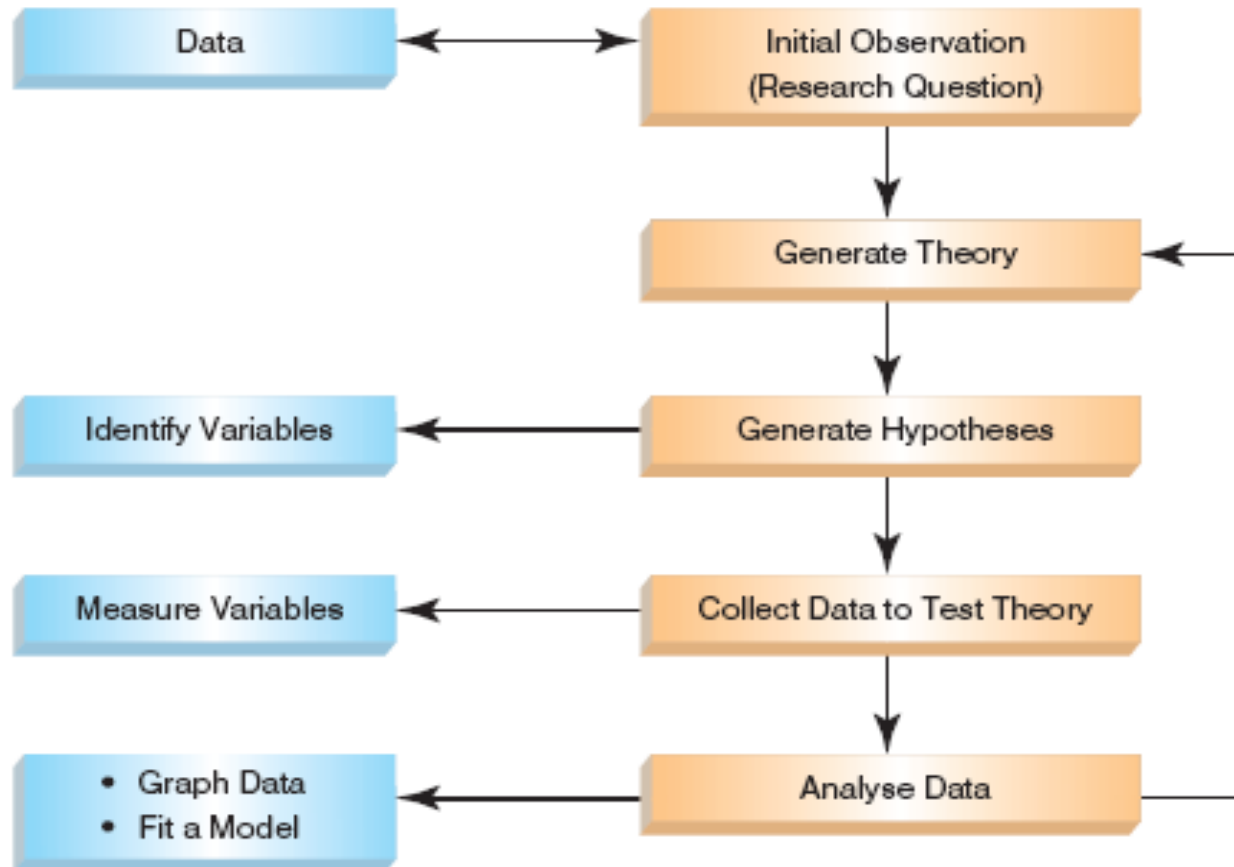 Data
Initial Observation
(Research Question)
Generate Theory
Identify Variables
Generate Hypotheses
Measure Variables
Collect Data to Test Theory
• Graph Data
• Fit a Model
Analyse Data